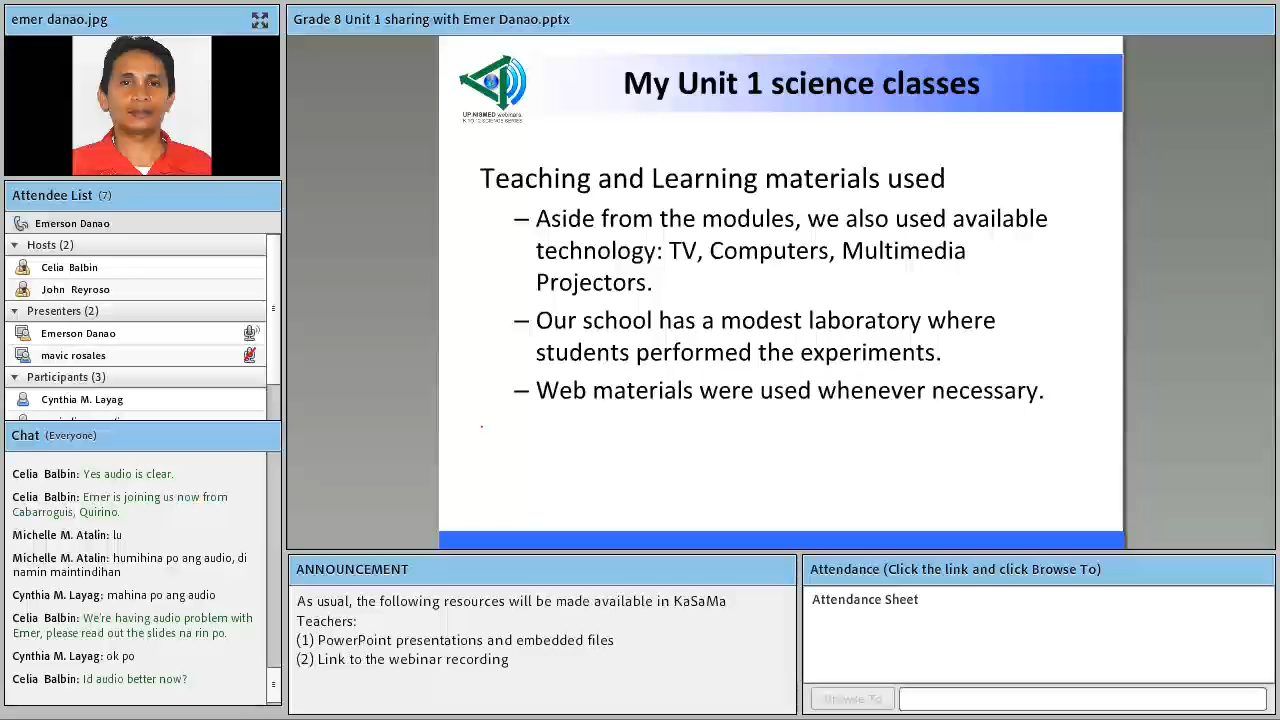 emer danao.jpg
Attendee List (7)
Emerson Danao
Hosts (2)
Celia Balbin
John Reyroso
Presenters (2)
Emerson Danao
mavic rosales
Participants (3)
Cynthia M. Layag
Chat (Everyone)
Celia Balbin: Yes audio is clear.
Celia Balbin: Emer is joining us now from
Cabarroguis, Quirino.
Michelle M. Atalin: lu
Michelle M. Atalin: humihina po ang audio, di
namin maintindihan
Cynthia M. Layag: mahina po ang audio
Celia Balbin: We're having audio problem with
Emer, please read out the slides na rin po.
Cynthia M. Layag: ok po
Celia Balbin: Id audio better now?
Grade 8 Unit 1 sharing with Emer Danao.pptx
UP NISMED webinars
K TO 12 SCIENCE SERIES
My Unit 1 science classes
Teaching and Learning materials used
– Aside from the modules, we also used available
technology: TV, Computers, Multimedia
Projectors.
– Our school has a modest laboratory where
students performed the experiments.
– Web materials were used whenever necessary.
ANNOUNCEMENT
As usual, the following resources will be made available in KaSaMa
Teachers:
(1) PowerPoint presentations and embedded files
(2) Link to the webinar recording
Attendance (Click the link and click Browse To)
Attendance Sheet
Browse To